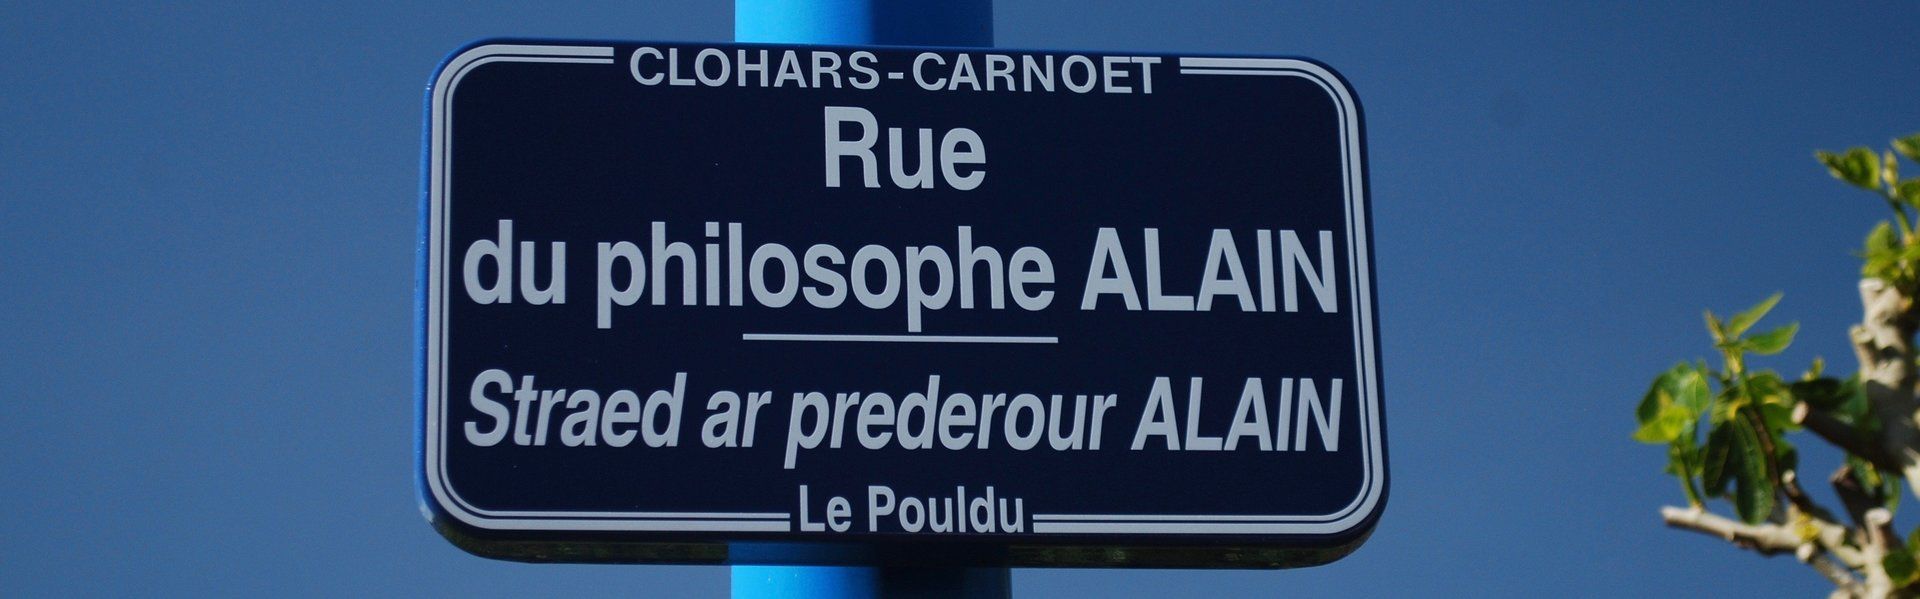 CLOHARS-CARNOET
Rue
du philosophe ALAIN
Straed ar prederour ALAIN
Le Pouldu